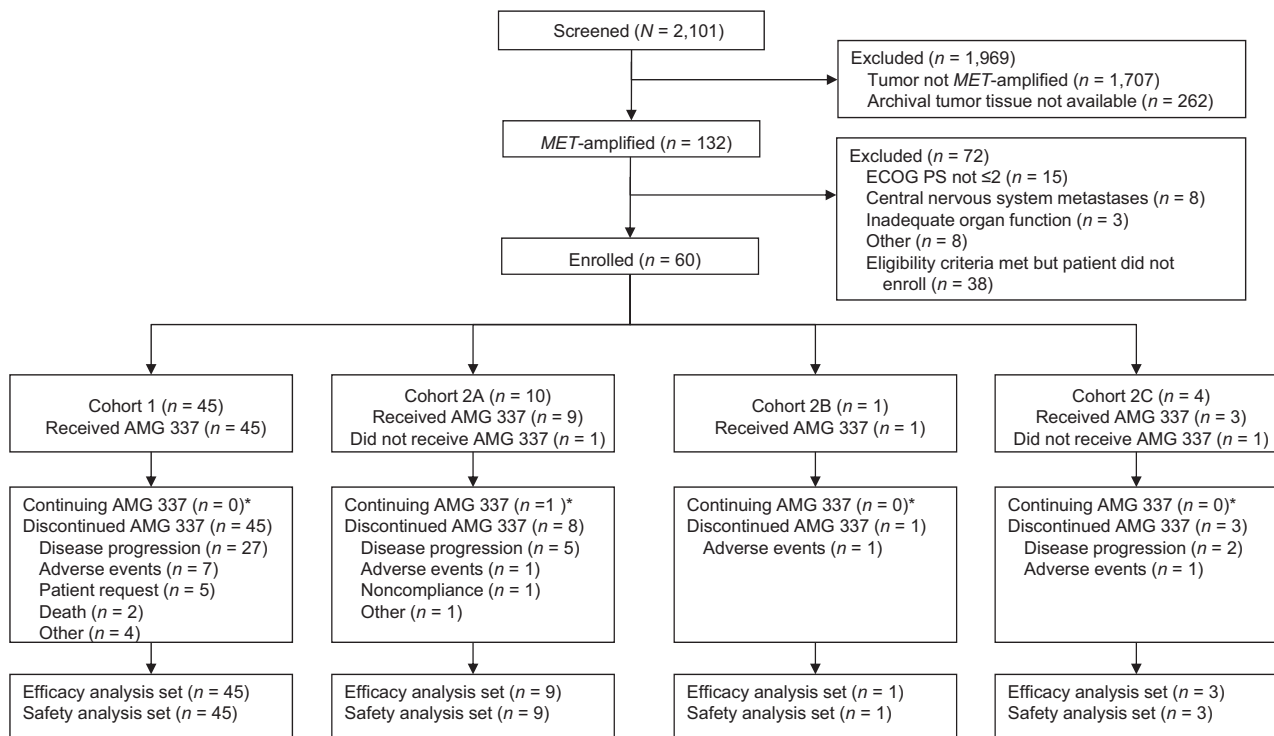 Screened (N = 2,101)
Excluded (n = 1,969)
Tumor not MET-amplified (n = 1,707)
Archival tumor tissue not available (n = 262)
MET-amplified (n = 132)
Excluded (n = 72)
ECOG PS not ≤2 (n = 15)
Central nervous system metastases (n = 8)
Inadequate organ function (n = 3)
Other (n = 8)
Eligibility criteria met but patient did not
enroll (n = 38)
Enrolled (n = 60)
Cohort 1 (n = 45)
Received AMG 337 (n = 45)
Cohort 2A (n = 10)
Received AMG 337 (n = 9)
Did not receive AMG 337 (n = 1)
Cohort 2B (n = 1)
Received AMG 337 (n = 1)
Cohort 2C (n = 4)
Received AMG 337 (n = 3)
Did not receive AMG 337 (n = 1)
Continuing AMG 337 (n = 0)*
Discontinued AMG 337 (n = 45)
Disease progression (n = 27)
Adverse events (n = 7)
Patient request (n = 5)
Death (n = 2)
Other (n = 4)
Continuing AMG 337 (n =1 )*
Discontinued AMG 337 (n = 8)
Disease progression (n = 5)
Adverse events (n = 1)
Noncompliance (n = 1)
Other (n = 1)
Continuing AMG 337 (n = 0)*
Discontinued AMG 337 (n = 1)
Adverse events (n = 1)
Continuing AMG 337 (n = 0)*
Discontinued AMG 337 (n = 3)
Disease progression (n = 2)
Adverse events (n = 1)
Efficacy analysis set (n = 45)
Safety analysis set (n = 45)
Efficacy analysis set (n = 9)
Safety analysis set (n = 9)
Efficacy analysis set (n = 1)
Safety analysis set (n = 1)
Efficacy analysis set (n = 3)
Safety analysis set (n = 3)